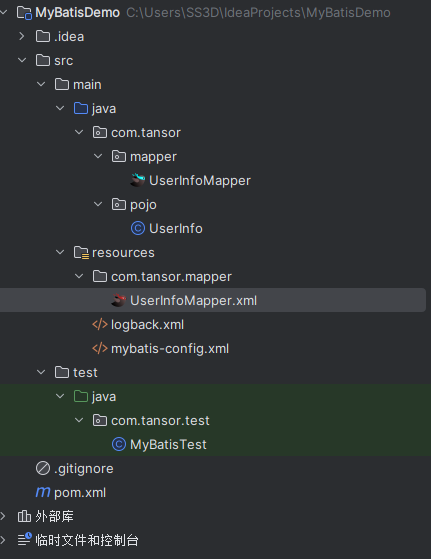 MyBatisDemo C:\Users\SS3D\IdeaProjects\MyBatisDemo
.idea
src
main
java
com.tansor
mapper
UserInfoMapper
pojo
UserInfo
resources
com.tansor.mapper
UserInfoMapper.xml
logback.xml
mybatis-config.xml
test
java
com.tansor.test
MyBatisTest
.gitignore
pom.xml
外部库
临时文件和控制台